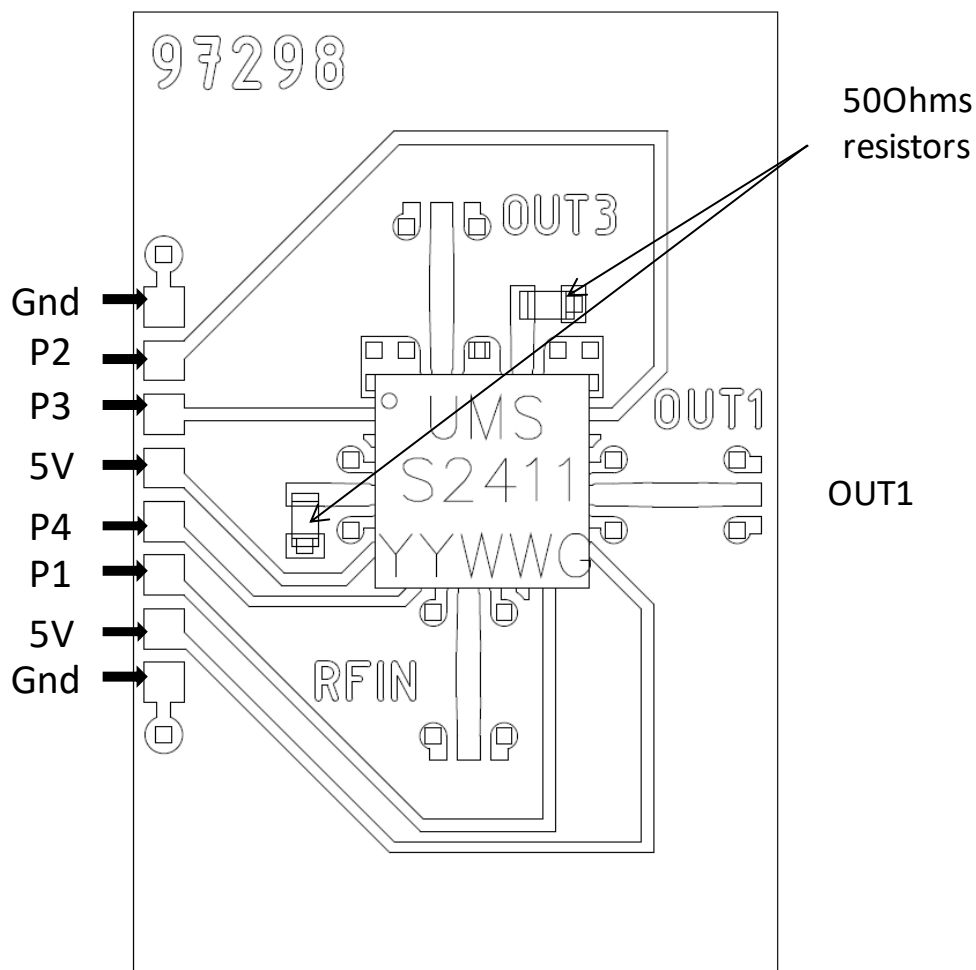 97298
50Ohms
resistors
OUT3
Gnd
P2
P3
OUT1
UMS
5V
S2411
OUT1
P4
YYWWG
P1
5V
Gnd
RFIN